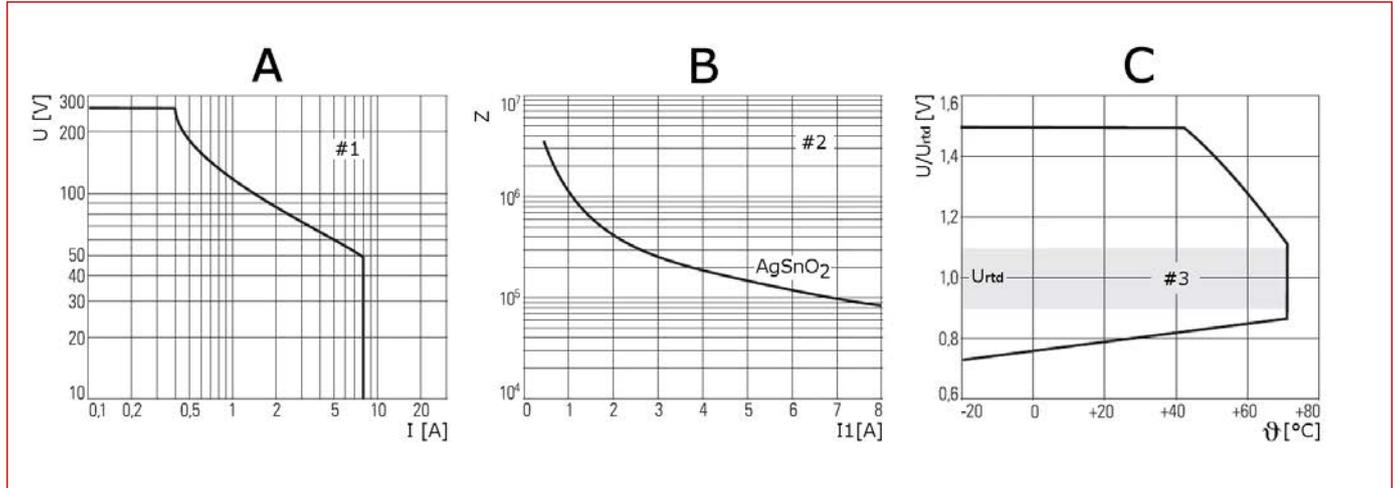 A
U [V]
300
200
100
50
40
30
20
10
0,1 0,2 0,5 1 2 5 10 20
I [A]
#1
B
Z
10⁷
10⁶
10⁵
10⁴
0 1 2 3 4 5 6 7 8
I1[A]
#2
AgSnO₂
C
U/Urtd [V]
1,6
1,4
1,2
1,0
0,8
0,6
-20 0 +20 +40 +60 +80
ϑ[°C]
Urtd
#3